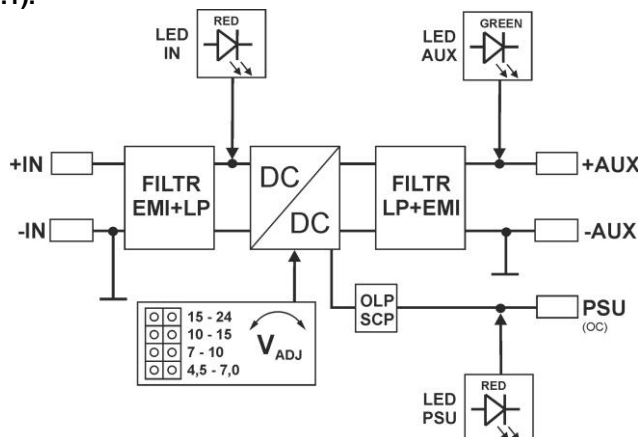 .1).
LED
IN
RED
LED
AUX
GREEN
+IN
-IN
FILTR
EMI+LP
DC
DC
FILTR
LP+EMI
+AUX
-AUX
15 - 24
10 - 15
7 - 10
4,5 - 7,0
VADJ
OLP
SCP
PSU
(OC)
LED
PSU
RED